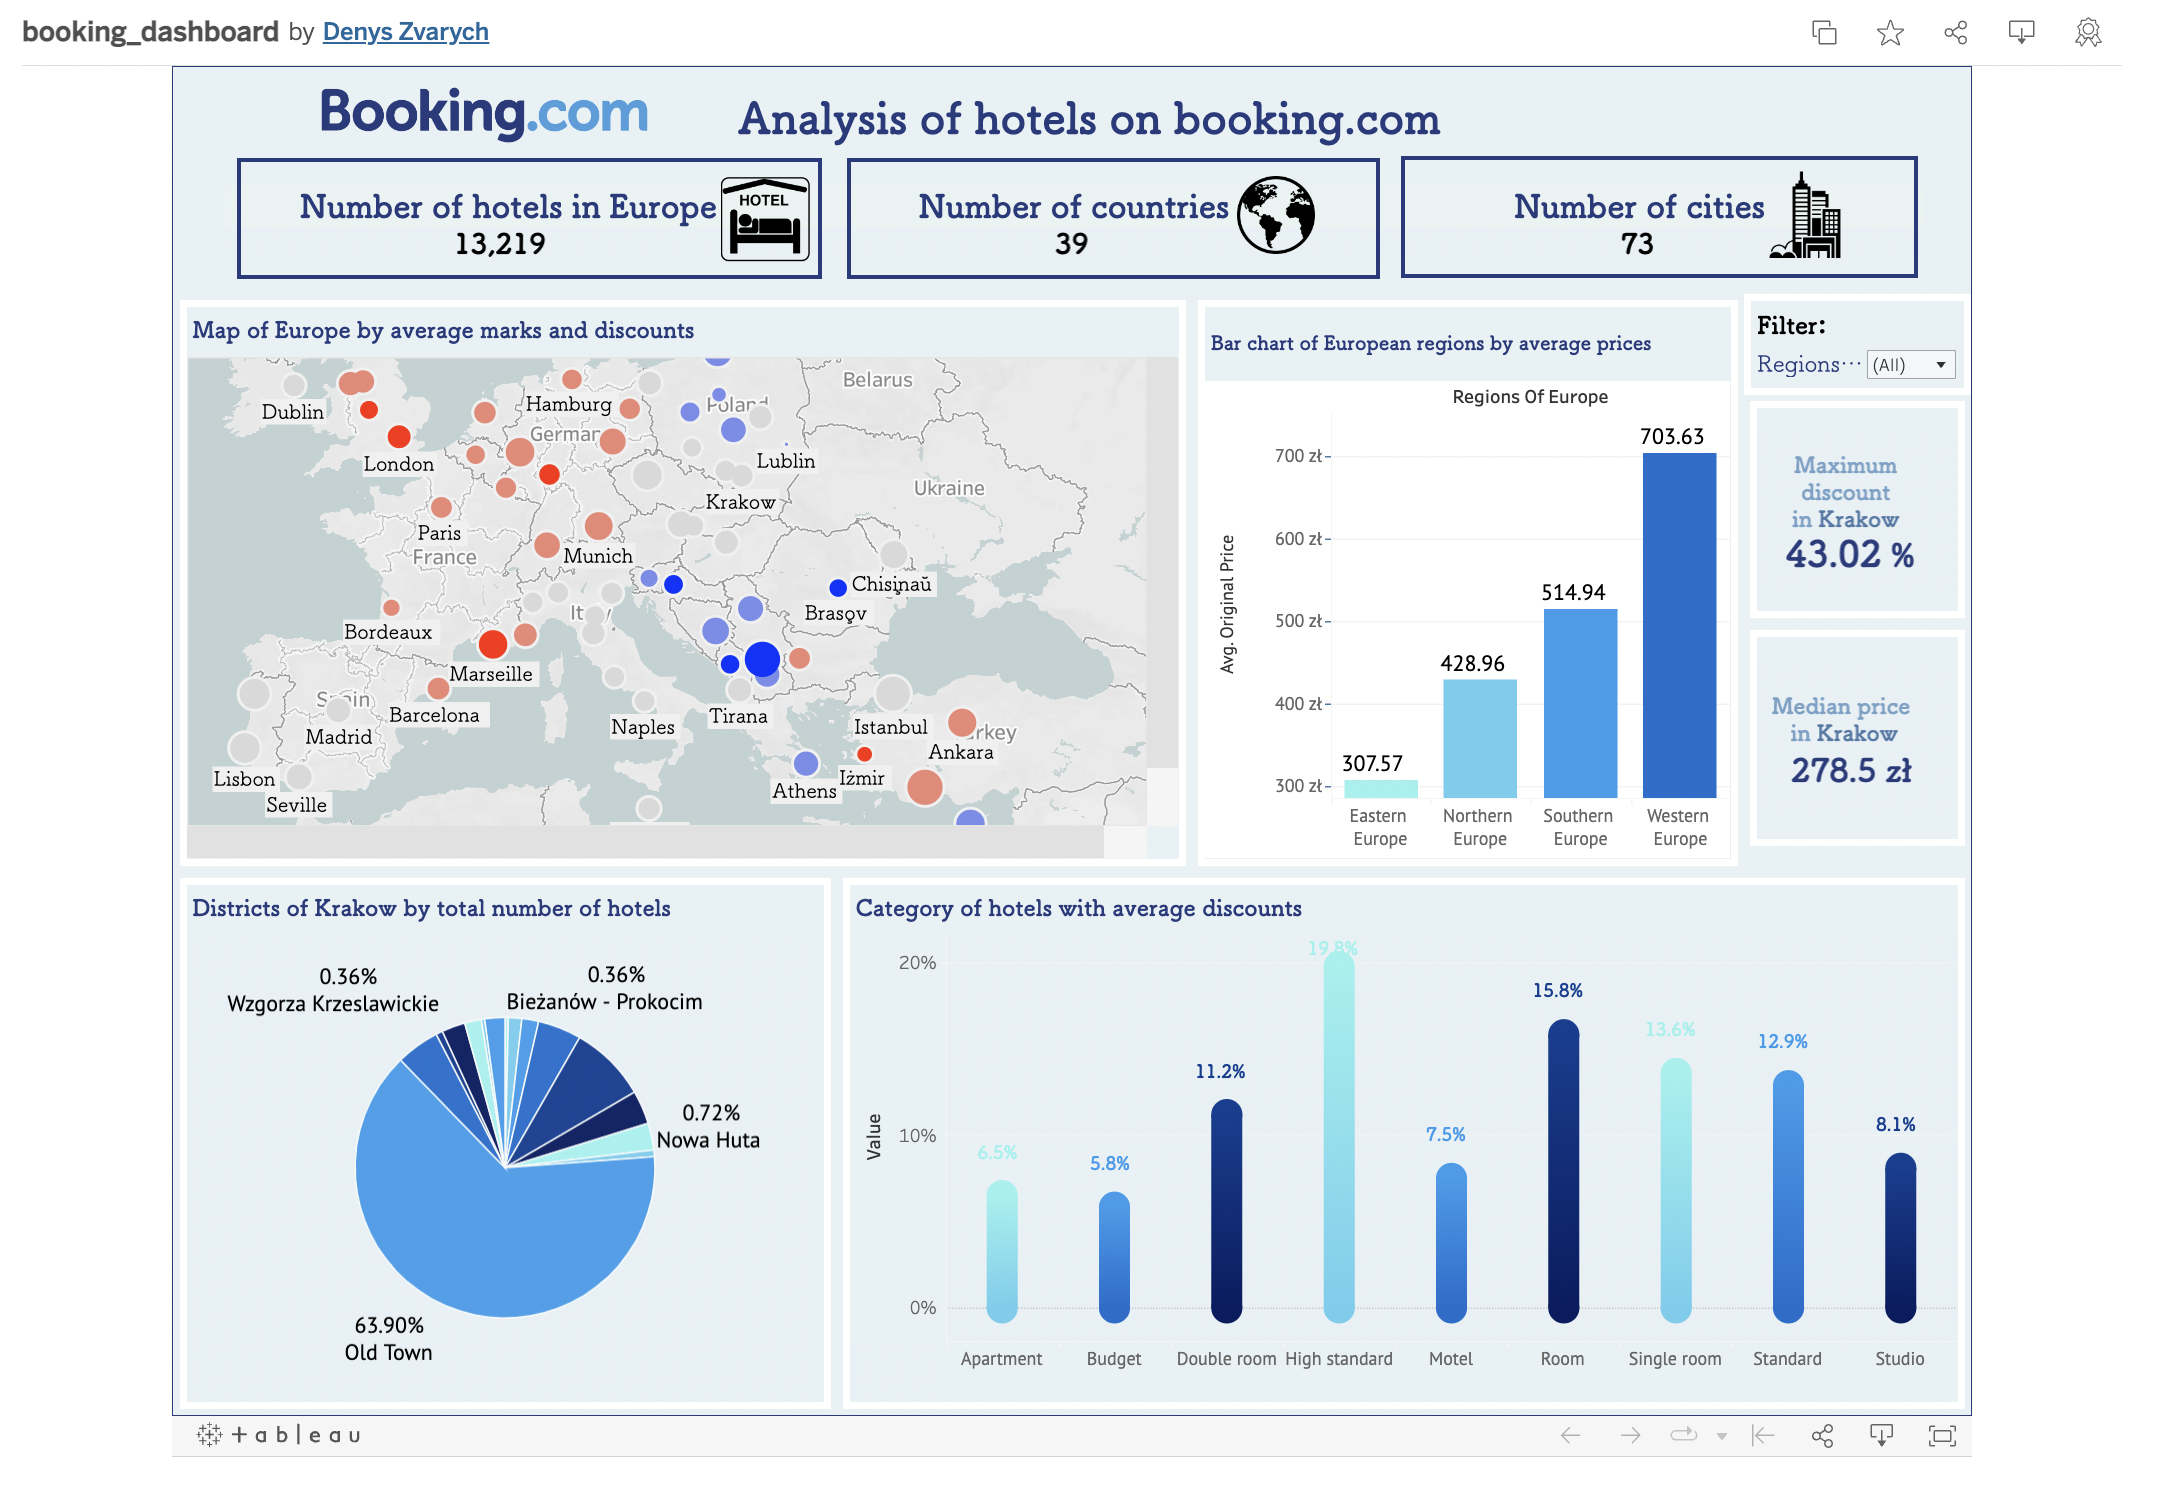 booking_dashboard by Denys Zvarych
Booking.com
Analysis of hotels on booking.com
Number of hotels in Europe
13,219
HOTEL
Number of countries
39
Number of cities
73
Map of Europe by average marks and discounts
Belarus
Dublin
Hamburg
Poland
German
London
Lublin
Ukraine
Krakow
Paris
France
Munich
Chișinaŭ
Brașov
It
Bordeaux
Marseille
Spain
Barcelona
Madrid
Naples
Tirana
Istanbul
rkey
Ankara
Lisbon
Seville
Athens
Iżmir
Bar chart of European regions by average prices
Regions Of Europe
Avg. Original Price
700 zł
600 zł
500 zł
400 zł
300 zł
307.57
428.96
514.94
703.63
Eastern Europe
Northern Europe
Southern Europe
Western Europe
Filter:
Regions···
(All)
Maximum
discount
in Krakow
43.02 %
Median price
in Krakow
278.5 zł
Districts of Krakow by total number of hotels
0.36%
Wzgorza Krzeslawickie
0.36%
Bieżanów - Prokocim
0.72%
Nowa Huta
63.90%
Old Town
Category of hotels with average discounts
Value
20%
10%
0%
6.5%
5.8%
11.2%
19.8%
7.5%
15.8%
13.6%
12.9%
8.1%
Apartment
Budget
Double room
High standard
Motel
Room
Single room
Standard
Studio
+ableau